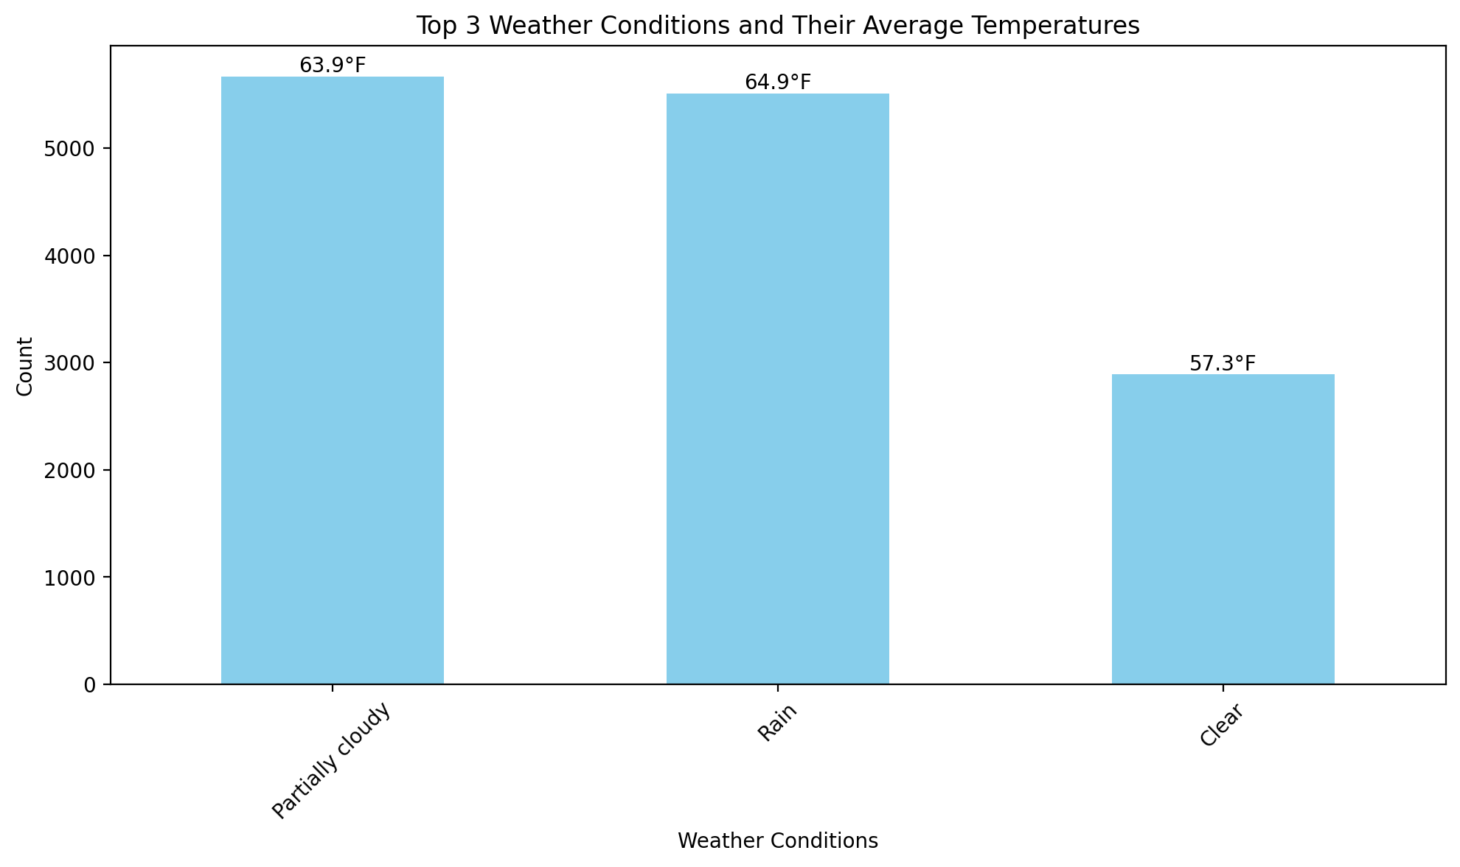 Top 3 Weather Conditions and Their Average Temperatures
63.9°F
64.9°F
57.3°F
5000
4000
3000
2000
1000
0
Count
Partially cloudy
Rain
Clear
Weather Conditions